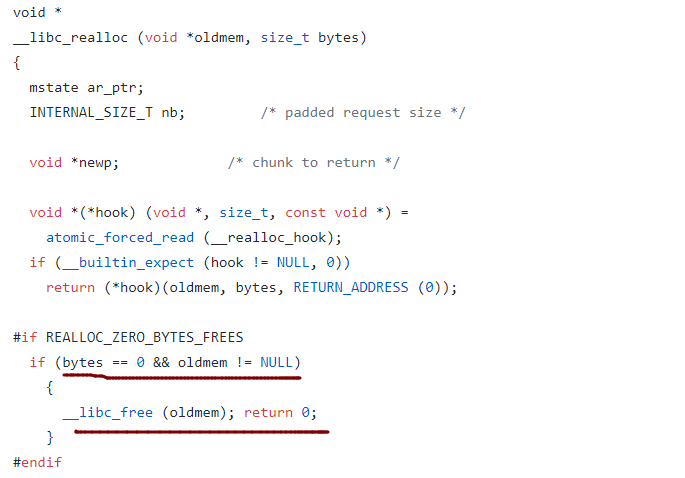 void *
__libc_realloc (void *oldmem, size_t bytes)
{
  mstate ar_ptr;
  INTERNAL_SIZE_T nb;         /* padded request size */
  void *newp;             /* chunk to return */
  void *(*hook) (void *, size_t, const void *) =
    atomic_forced_read (__realloc_hook);
  if (__builtin_expect (hook != NULL, 0))
    return (*hook)(oldmem, bytes, RETURN_ADDRESS (0));
#if REALLOC_ZERO_BYTES_FREES
  if (bytes == 0 && oldmem != NULL)
    {
      __libc_free (oldmem); return 0;
    }
#endif